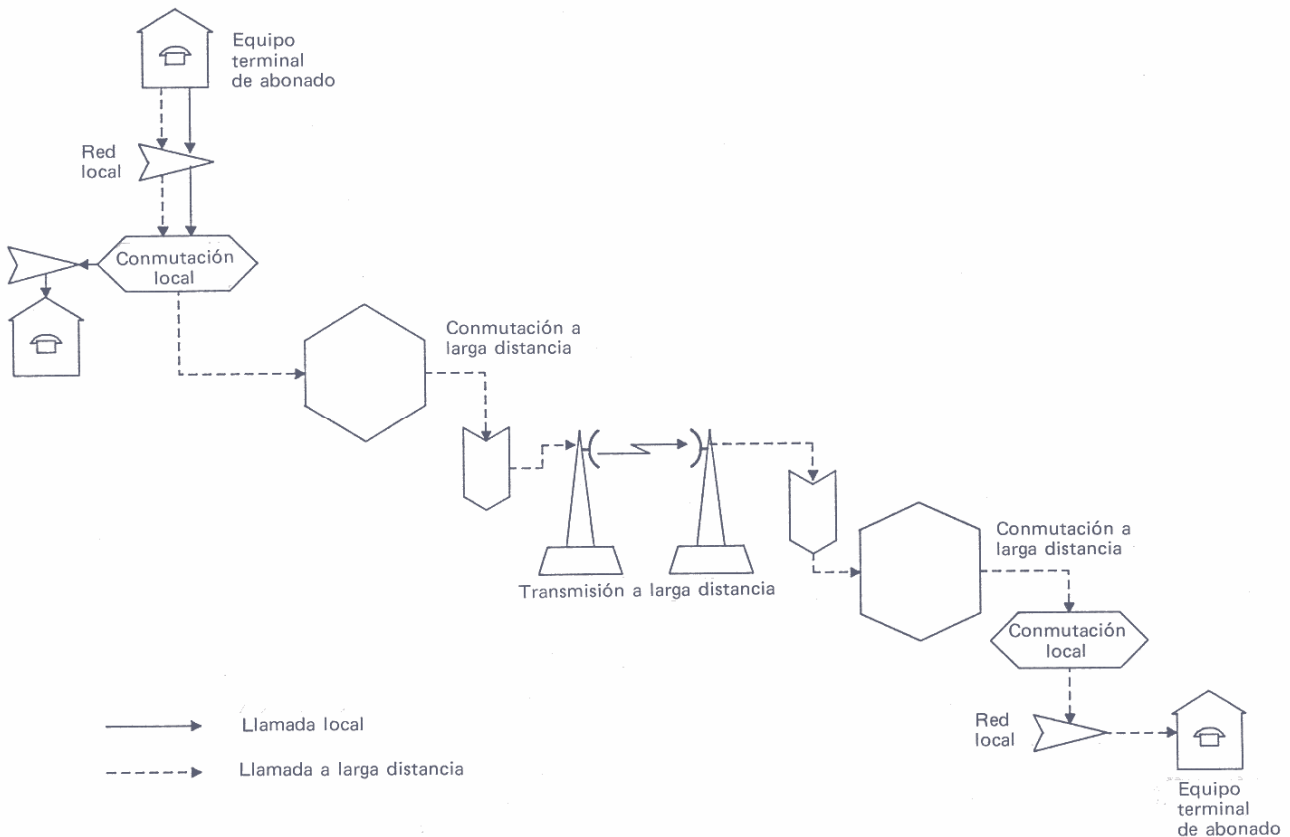 Equipo
terminal
de abonado
Red
local
Conmutación
local
Conmutación a
larga distancia
Transmisión a larga distancia
Conmutación a
larga distancia
Conmutación
local
Red
local
Equipo
terminal
de abonado
Llamada local
Llamada a larga distancia